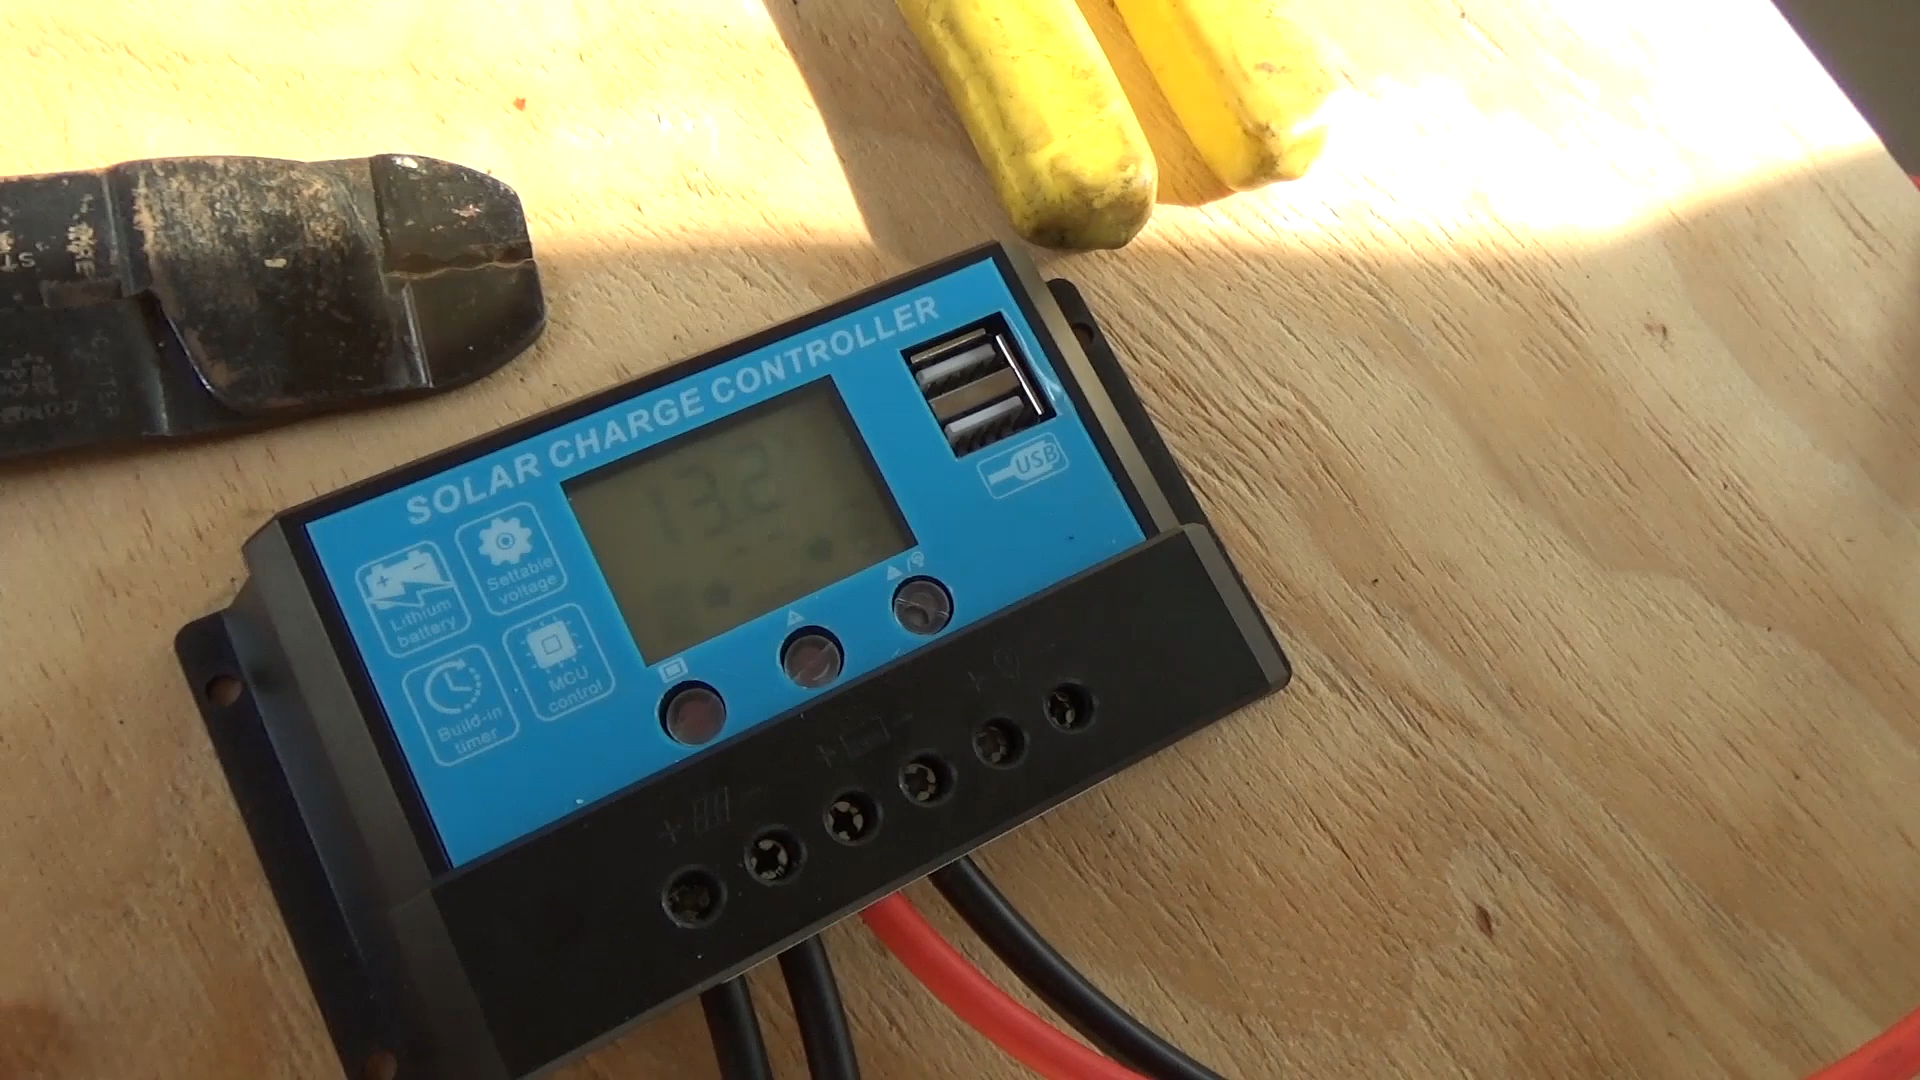 SOLAR CHARGE CONTROLLER
13.2
USB
Lithium
battery
Settable
voltage
Build-in
timer
MCU
control